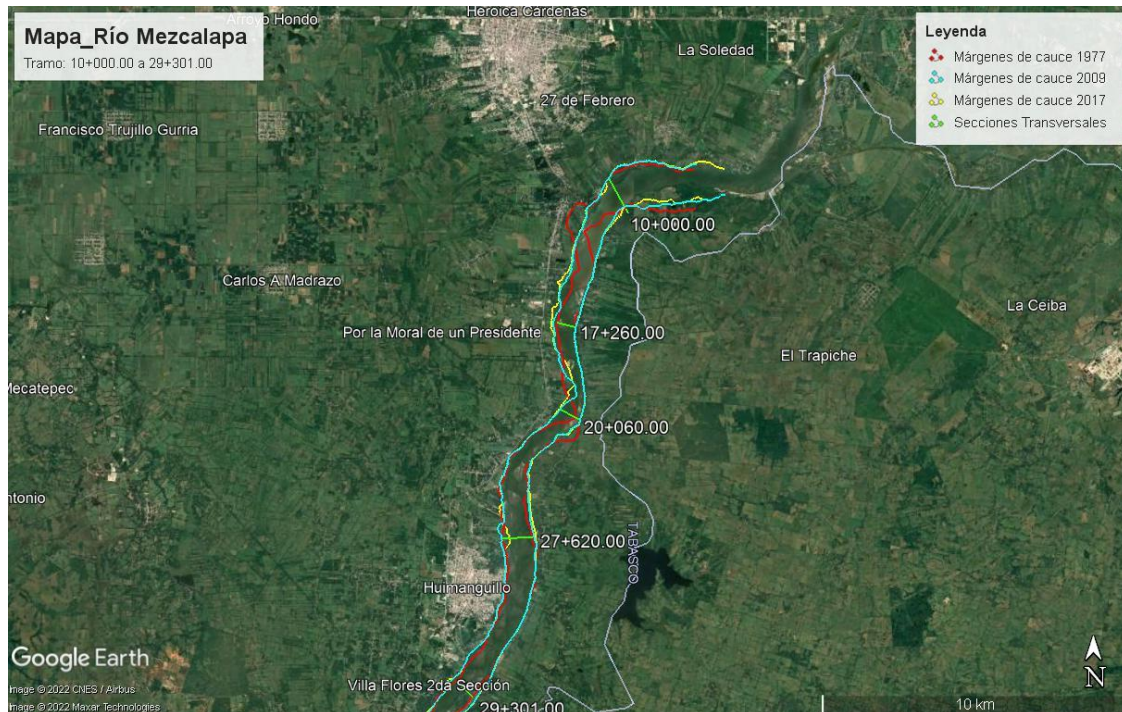 Mapa_Río Mezcalapa
Tramo: 10+000.00 a 29+301.00
Leyenda
Márgenes de cauce 1977
Márgenes de cauce 2009
Márgenes de cauce 2017
Secciones Transversales
Arroyo Hondo
Heroica Cárdenas
La Soledad
27 de Febrero
Francisco Trujillo Gurria
10+000.00
Carlos A Madrazo
La Ceiba
Por la Moral de un Presidente
17+260.00
El Trapiche
Mecatepec
20+060.00
ntonio
27+620.00
TABASCO
Huimanguillo
Google Earth
Villa Flores 2da Sección
Image © 2022 CNES / Airbus
Image © 2022 Maxar Technologies
29+301.00
N
10 km